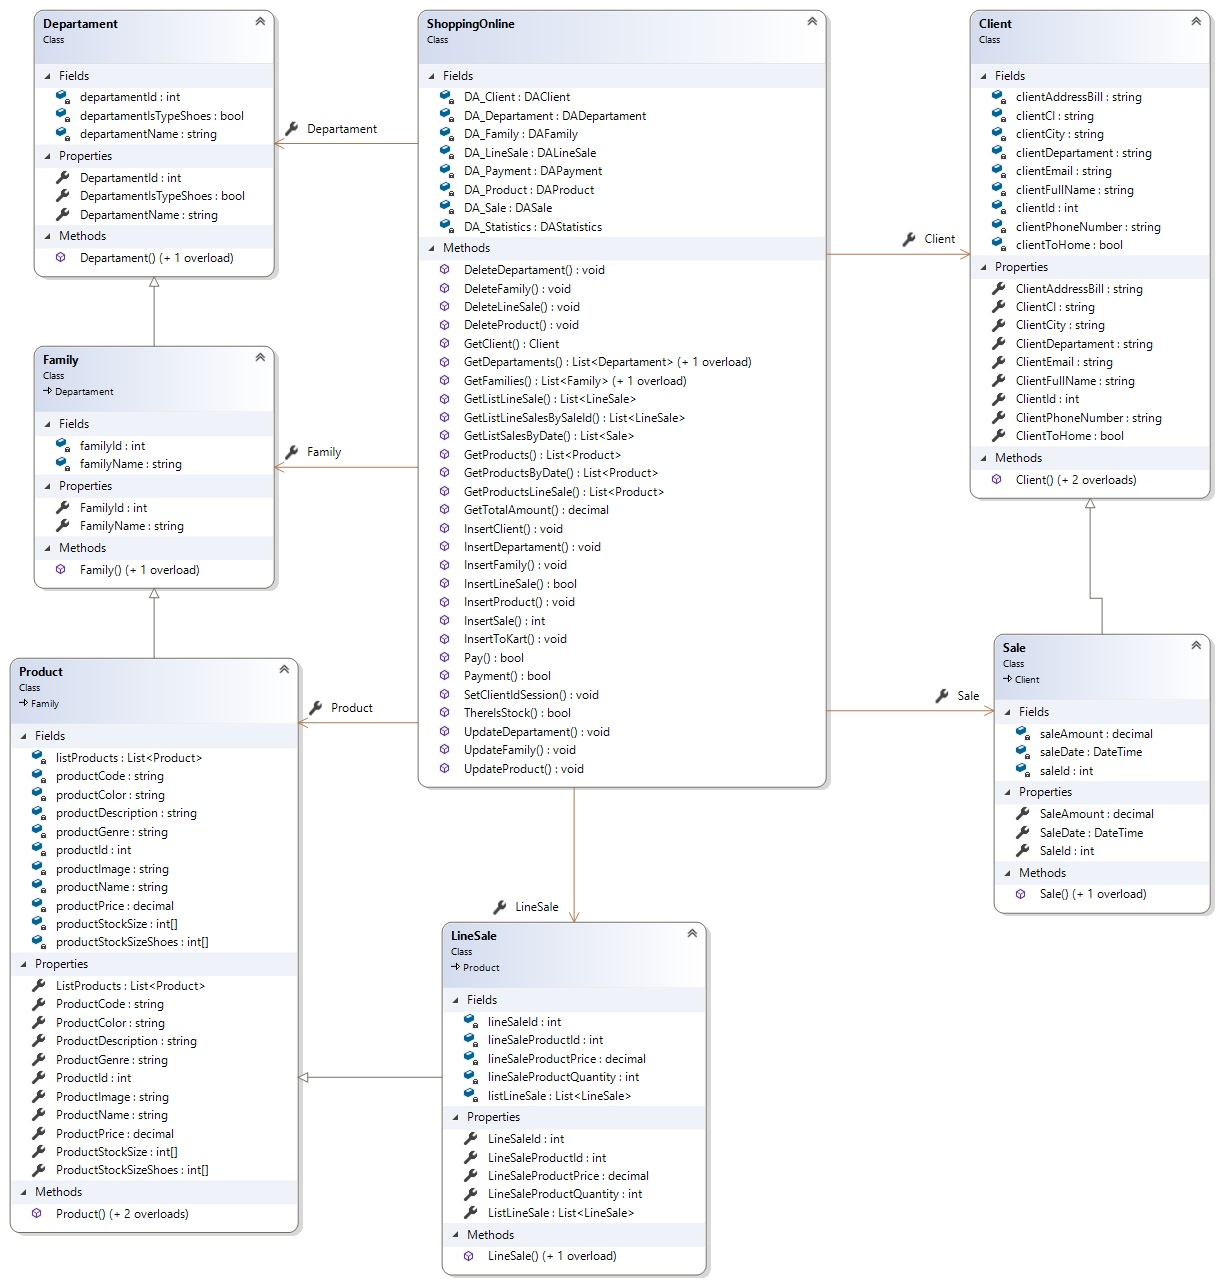 Departament
Class
Fields
departamentId : int
departamentIsTypeShoes : bool
departamentName : string
Properties
DepartamentId : int
DepartamentIsTypeShoes : bool
DepartamentName : string
Methods
Departament() (+ 1 overload)
Departament
ShoppingOnline
Class
Fields
DA_Client : DAClient
DA_Departament : DADepartament
DA_Family : DAFamily
DA_LineSale : DALineSale
DA_Payment : DAPayment
DA_Product : DAProduct
DA_Sale : DASale
DA_Statistics : DAStatistics
Methods
DeleteDepartament() : void
DeleteFamily() : void
DeleteLineSale() : void
DeleteProduct() : void
GetClient() : Client
GetDepartaments() : List<Departament> (+ 1 overload)
GetFamilies() : List<Family> (+ 1 overload)
GetListLineSale() : List<LineSale>
GetListLineSalesBySaleId() : List<LineSale>
GetListSalesByDate() : List<Sale>
GetProducts() : List<Product>
GetProductsByDate() : List<Product>
GetProductsLineSale() : List<Product>
GetTotalAmount() : decimal
InsertClient() : void
InsertDepartament() : void
InsertFamily() : void
InsertLineSale() : bool
InsertProduct() : void
InsertSale() : int
InsertToKart() : void
Pay() : bool
Payment() : bool
SetClientIdSession() : void
ThereIsStock() : bool
UpdateDepartament() : void
UpdateFamily() : void
UpdateProduct() : void
Client
Client
Class
Fields
clientAddressBill : string
clientCI : string
clientCity : string
clientDepartament : string
clientEmail : string
clientFullName : string
clientId : int
clientPhoneNumber : string
clientToHome : bool
Properties
ClientAddressBill : string
ClientCI : string
ClientCity : string
ClientDepartament : string
ClientEmail : string
ClientFullName : string
ClientId : int
ClientPhoneNumber : string
ClientToHome : bool
Methods
Client() (+ 2 overloads)
Family
Class
Departament
Fields
familyId : int
familyName : string
Properties
FamilyId : int
FamilyName : string
Methods
Family() (+ 1 overload)
Family
Product
Class
Family
Fields
listProducts : List<Product>
productCode : string
productColor : string
productDescription : string
productGenre : string
productId : int
productImage : string
productName : string
productPrice : decimal
productStockSize : int[]
productStockSizeShoes : int[]
Properties
ListProducts : List<Product>
ProductCode : string
ProductColor : string
ProductDescription : string
ProductGenre : string
ProductId : int
ProductImage : string
ProductName : string
ProductPrice : decimal
ProductStockSize : int[]
ProductStockSizeShoes : int[]
Methods
Product() (+ 2 overloads)
Product
Sale
Sale
Class
Client
Fields
saleAmount : decimal
saleDate : DateTime
saleId : int
Properties
SaleAmount : decimal
SaleDate : DateTime
SaleId : int
Methods
Sale() (+ 1 overload)
LineSale
LineSale
Class
Product
Fields
lineSaleId : int
lineSaleProductId : int
lineSaleProductPrice : decimal
lineSaleProductQuantity : int
listLineSale : List<LineSale>
Properties
LineSaleId : int
LineSaleProductId : int
LineSaleProductPrice : decimal
LineSaleProductQuantity : int
ListLineSale : List<LineSale>
Methods
LineSale() (+ 1 overload)